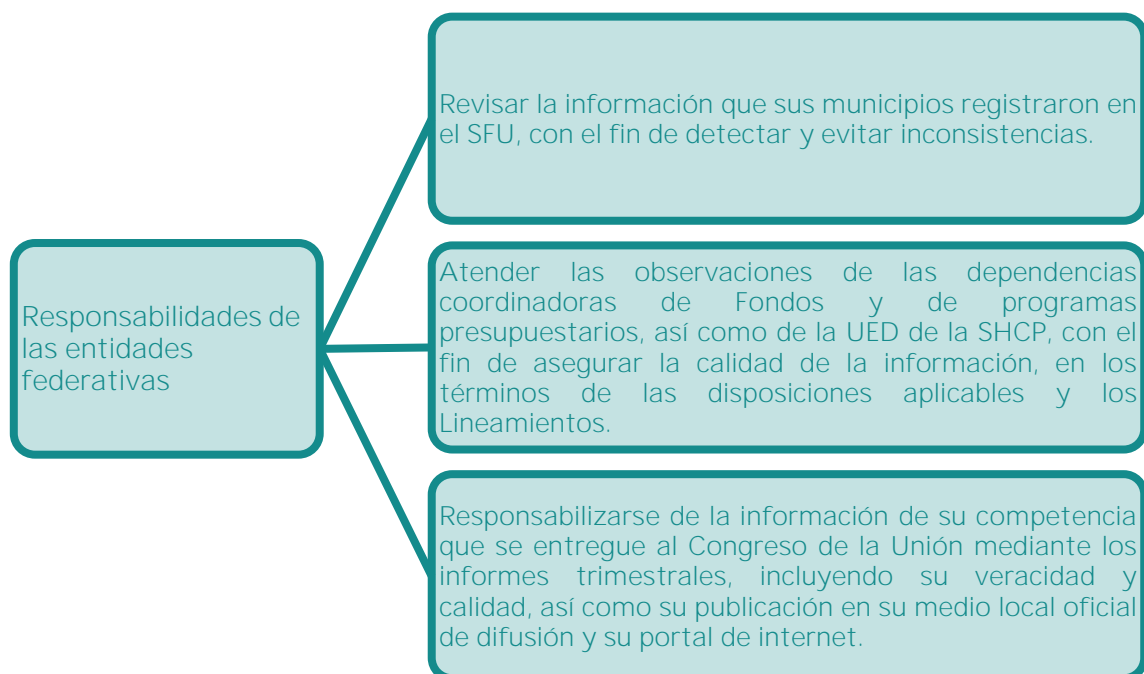 Revisar la información que sus municipios registraron en
el SFU, con el fin de detectar y evitar inconsistencias.
Responsabilidades de
las entidades
federativas
Atender las observaciones de las dependencias
coordinadoras de Fondos y de programas
presupuestarios, así como de la UED de la SHCP, con el
fin de asegurar la calidad de la información, en los
términos de las disposiciones aplicables y los
Lineamientos.
Responsabilizarse de la información de su competencia
que se entregue al Congreso de la Unión mediante los
informes trimestrales, incluyendo su veracidad y
calidad, así como su publicación en su medio local oficial
de difusión y su portal de internet.